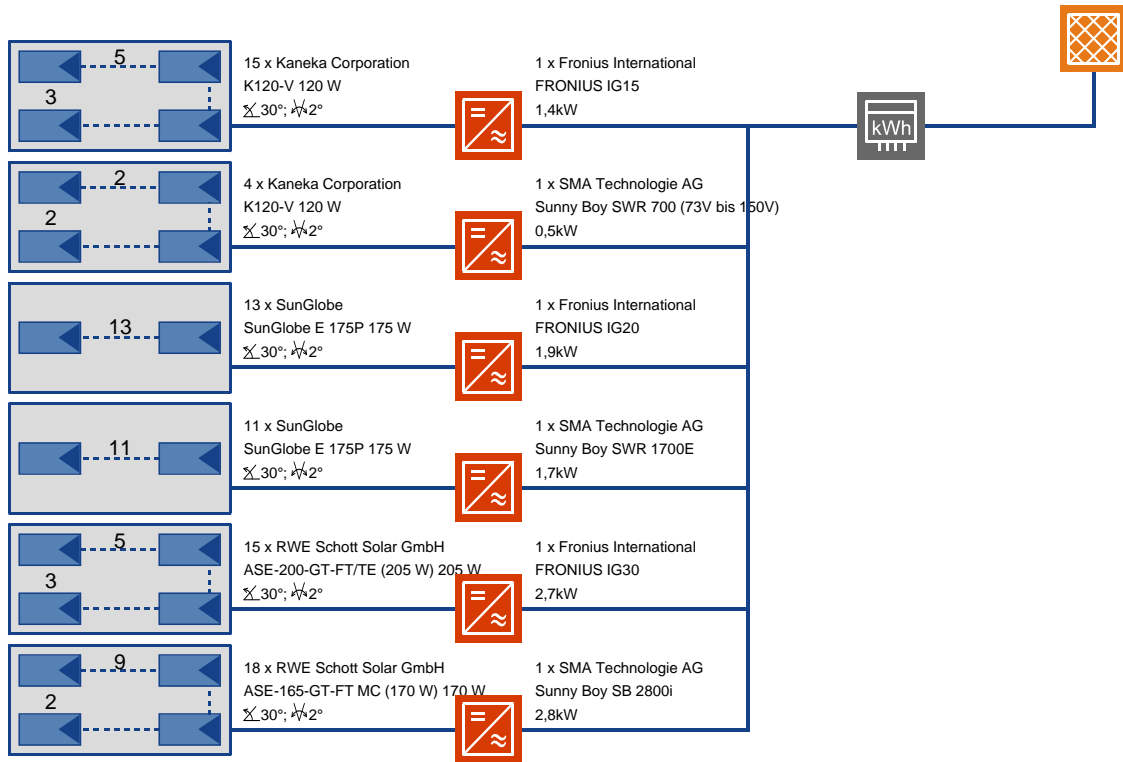 5
3
15 x Kaneka Corporation
K120-V 120 W
30°; 2°
1 x Fronius International
FRONIUS IG15
1,4kW
kWh
2
2
4 x Kaneka Corporation
K120-V 120 W
30°; 2°
1 x SMA Technologie AG
Sunny Boy SWR 700 (73V bis 150V)
0,5kW
13
13 x SunGlobe
SunGlobe E 175P 175 W
30°; 2°
1 x Fronius International
FRONIUS IG20
1,9kW
11
11 x SunGlobe
SunGlobe E 175P 175 W
30°; 2°
1 x SMA Technologie AG
Sunny Boy SWR 1700E
1,7kW
5
3
15 x RWE Schott Solar GmbH
ASE-200-GT-FT/TE (205 W) 205 W
30°; 2°
1 x Fronius International
FRONIUS IG30
2,7kW
9
2
18 x RWE Schott Solar GmbH
ASE-165-GT-FT MC (170 W) 170 W
30°; 2°
1 x SMA Technologie AG
Sunny Boy SB 2800i
2,8kW